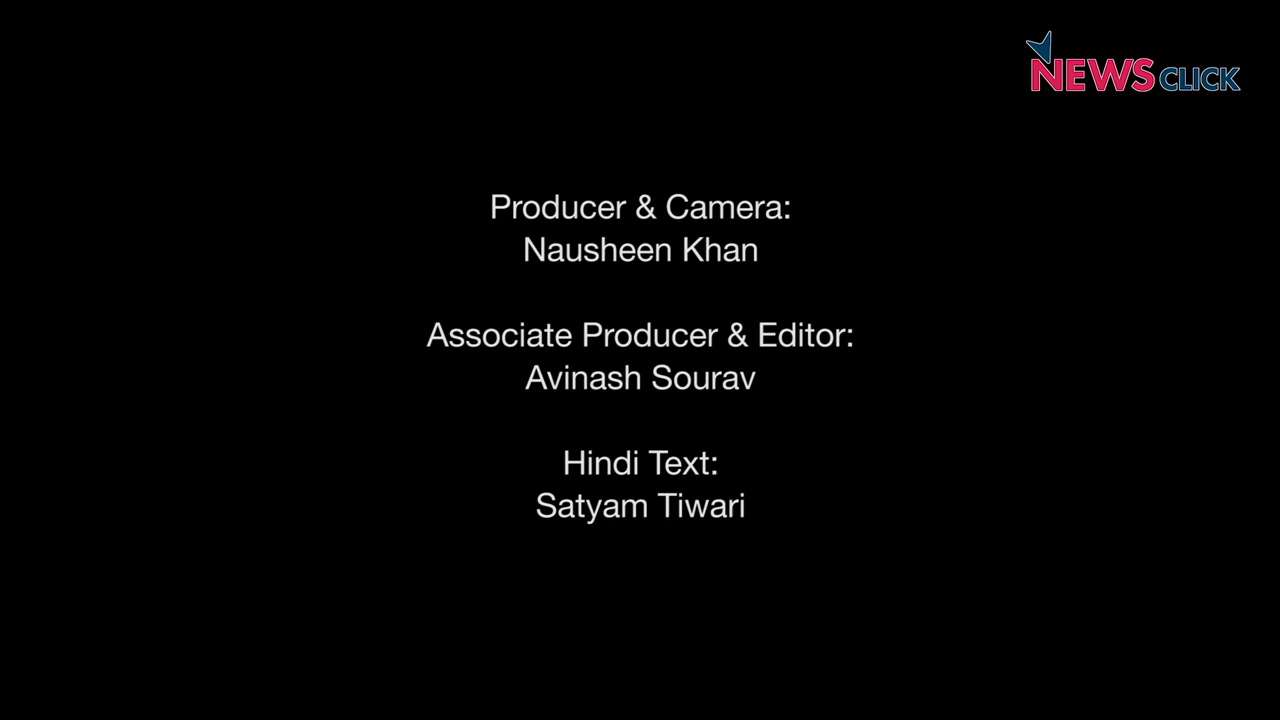 NEWSCLICK
Producer & Camera:
Nausheen Khan
Associate Producer & Editor:
Avinash Sourav
Hindi Text:
Satyam Tiwari